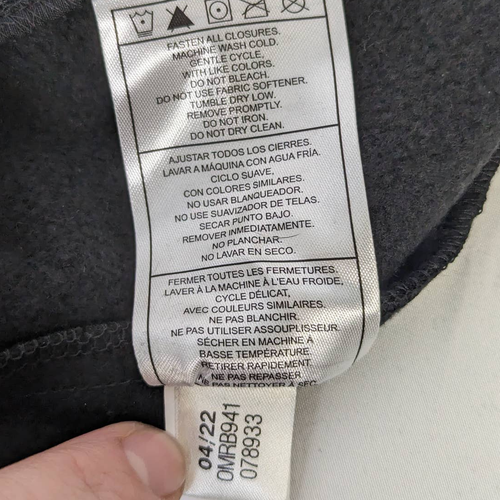 FASTEN ALL CLOSURES.
MACHINE WASH COLD.
GENTLE CYCLE,
WITH LIKE COLORS.
DO NOT BLEACH.
DO NOT USE FABRIC SOFTENER.
TUMBLE DRY LOW.
REMOVE PROMPTLY.
DO NOT IRON.
DO NOT DRY CLEAN.
AJUSTAR TODOS LOS CIERRES.
LAVAR A MÁQUINA CON AGUA FRÍA.
CICLO SUAVE,
CON COLORES SIMILARES.
NO USAR BLANQUEADOR.
NO USE SUAVIZADOR DE TELAS.
SECAR PUNTO BAJO.
REMOVER INMEDIATAMENTE.
NO PLANCHAR.
NO LAVAR EN SECO.
FERMER TOUTES LES FERMETURES.
LAVER À LA MACHINE À L'EAU FROIDE,
CYCLE DÉLICAT,
AVEC COULEURS SIMILAIRES.
NE PAS BLANCHIR.
NE PAS UTILISER ASSOUPLISSEUR.
SÉCHER EN MACHINE À
BASSE TEMPÉRATURE.
RETIRER RAPIDEMENT.
NE PAS REPASSER.
NE PAS NETTOYER À SEC
04/22
OMRB941
078933